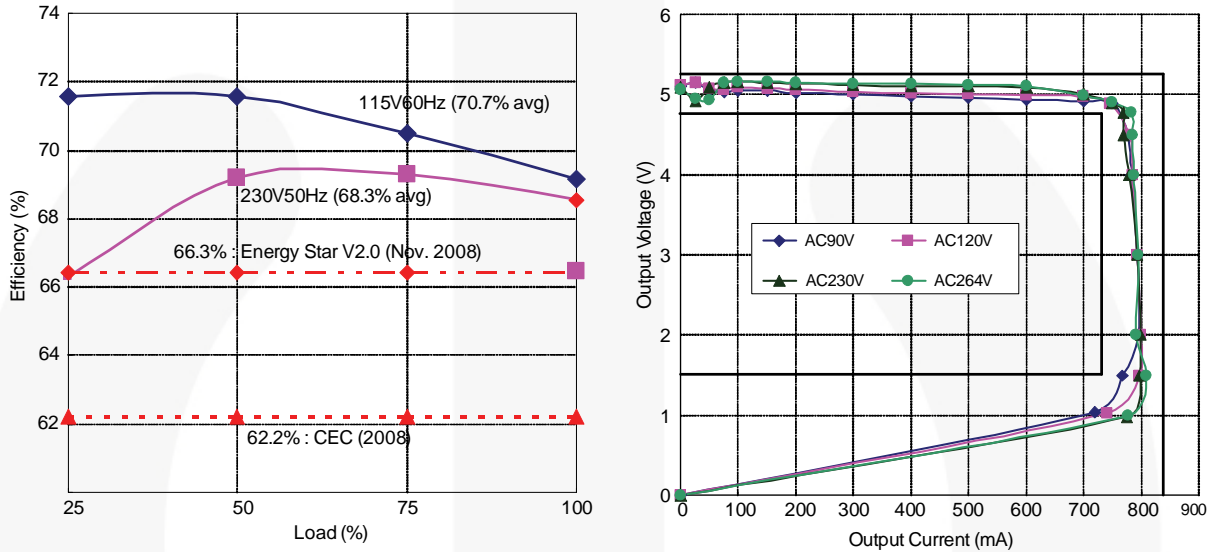 74
72
70
68
66
64
62
Efficiency (%)
115V60Hz (70.7% avg)
230V50Hz (68.3% avg)
66.3% : Energy Star V2.0 (Nov. 2008)
62.2% : CEC (2008)
25 50 75 100
Load (%)
6
5
4
3
2
1
0
Output Voltage (V)
AC90V AC120V
AC230V AC264V
0 100 200 300 400 500 600 700 800 900
Output Current (mA)